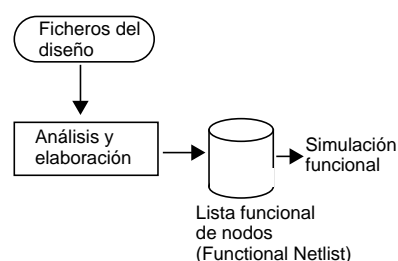 Ficheros del
diseño
Análisis y
elaboración
Simulación
funcional
Lista funcional
de nodos
(Functional Netlist)